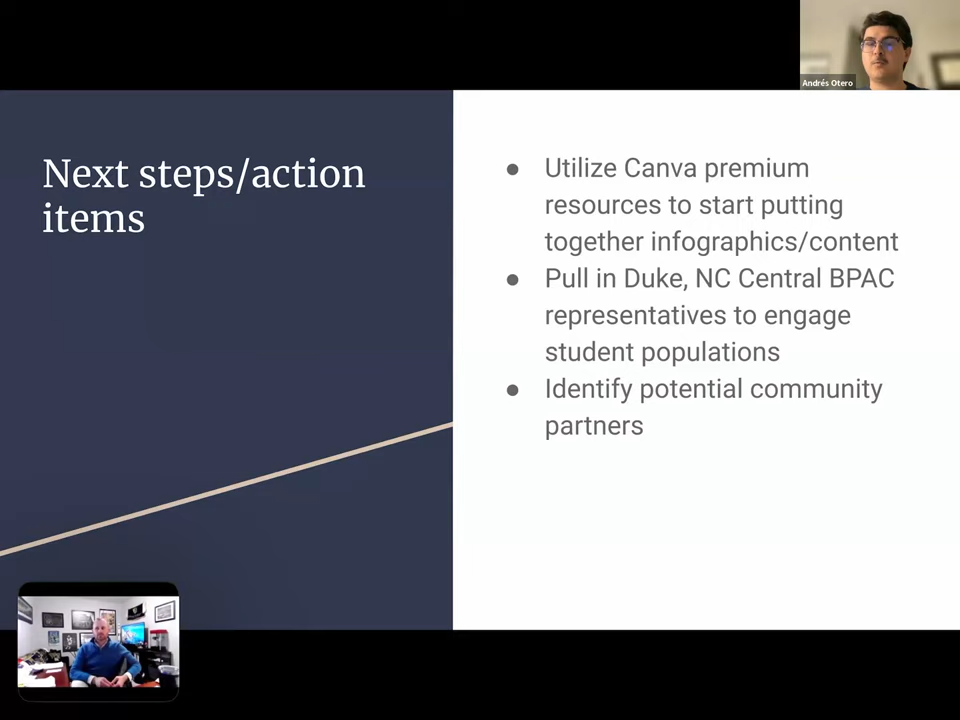 Andrés Otero
Next steps/action
items
● Utilize Canva premium
resources to start putting
together infographics/content
● Pull in Duke, NC Central BPAC
representatives to engage
student populations
● Identify potential community
partners